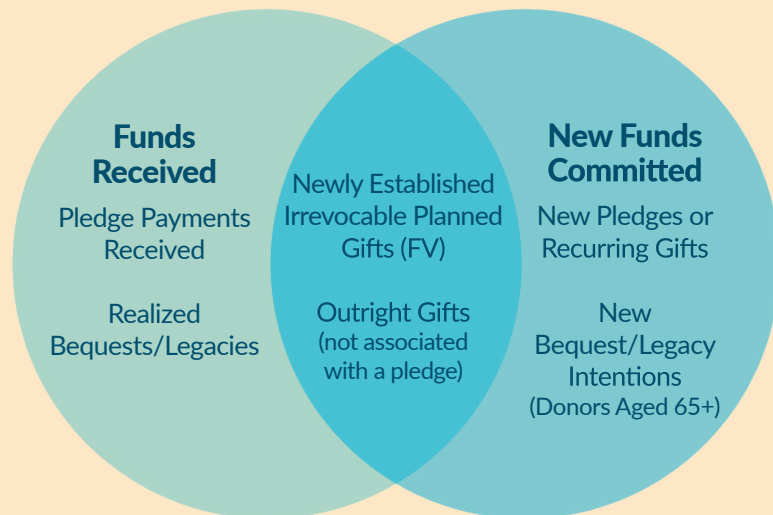 Funds
Received
Pledge Payments
Received
Realized
Bequests/Legacies
Newly Established
Irrevocable Planned
Gifts (FV)
Outright Gifts
(not associated
with a pledge)
New Funds
Committed
New Pledges or
Recurring Gifts
New
Bequest/Legacy
Intentions
(Donors Aged 65+)